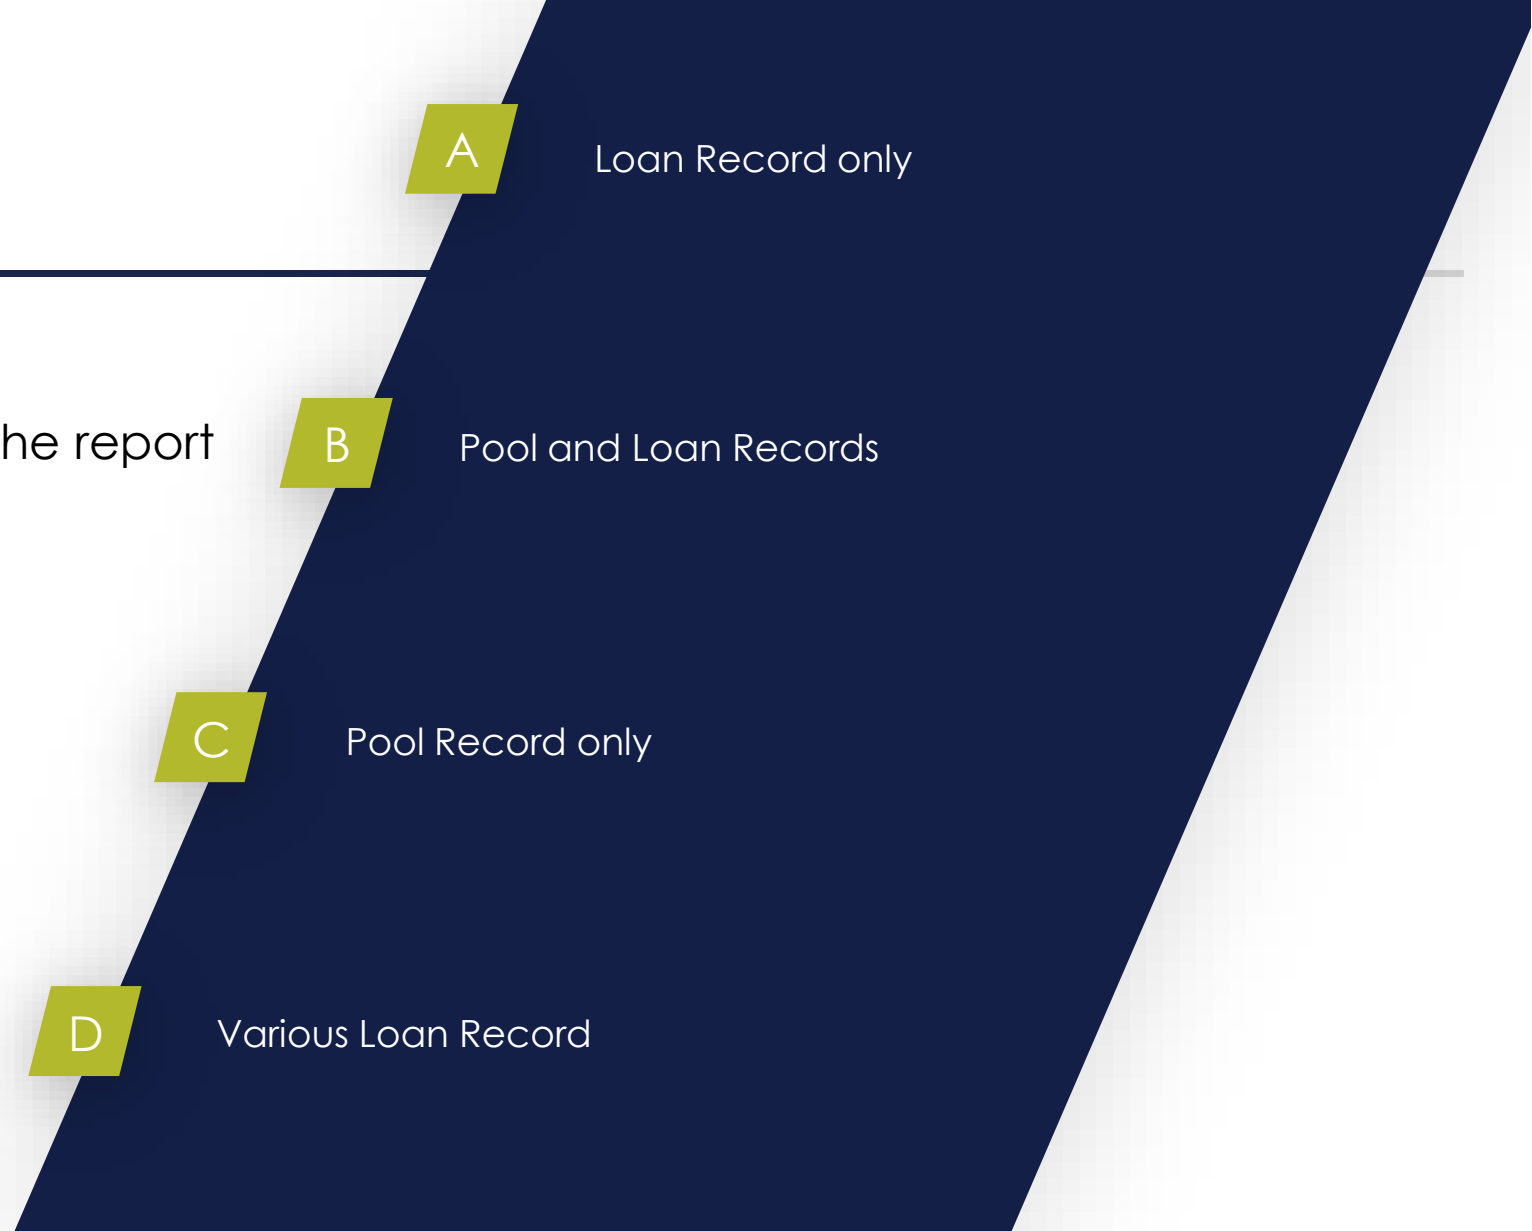 A
Loan Record only
he report
B
Pool and Loan Records
C
Pool Record only
D
Various Loan Record